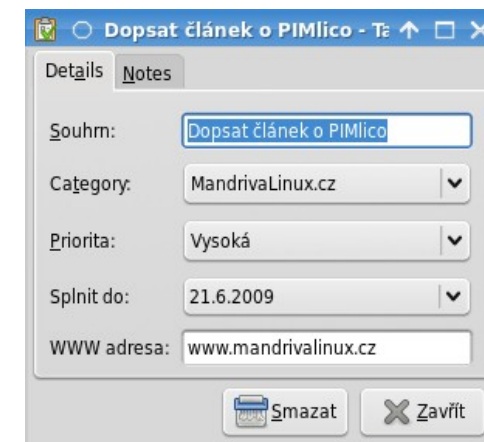 Dopsat článek o PIMlico - Ta
Details Notes
Souhrn: Dopsat článek o PIMlico
Category: MandrivaLinux.cz
Priorita: Vysoká
Splnit do: 21.6.2009
WWW adresa: www.mandrivalinux.cz
Smazat Zavřít